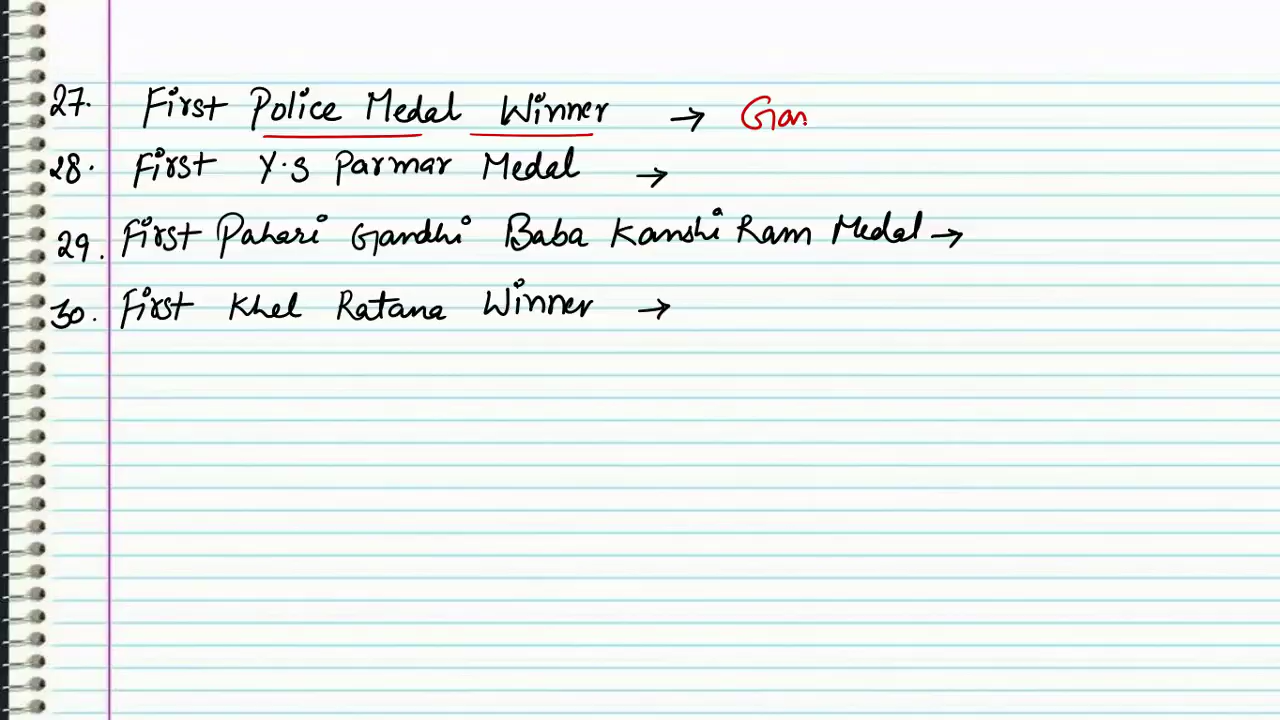 27. First Police Medal Winner → Gan
28. First Y.S Parmar Medal →
29. First Pahari Gandhi Baba Kanshi Ram Medal →
30. First Khel Ratana Winner →